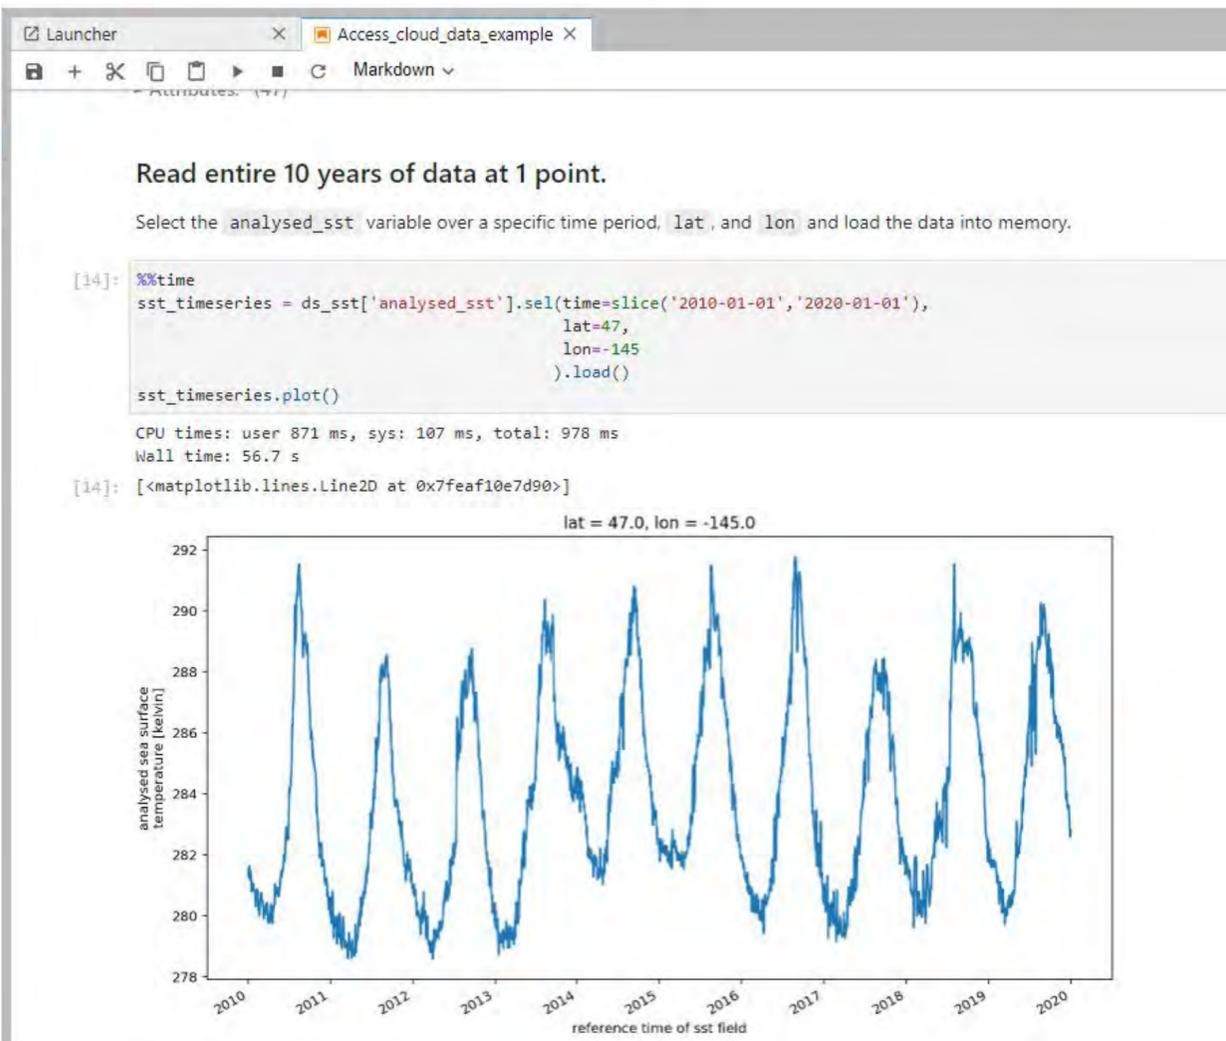 Launcher
Access_cloud_data_example
Markdown
Attributes: (47)
Read entire 10 years of data at 1 point.
Select the analysed_sst variable over a specific time period, lat , and lon and load the data into memory.
[14]: %%time
sst_timeseries = ds_sst['analysed_sst'].sel(time=slice('2010-01-01','2020-01-01'),
lat=47,
lon=-145
).load()
sst_timeseries.plot()
CPU times: user 871 ms, sys: 107 ms, total: 978 ms
Wall time: 56.7 s
[14]: [<matplotlib.lines.Line2D at 0x7feaf10e7d90>]
lat = 47.0, lon = -145.0
292
290
288
286
284
282
280
278
analysed sea surface
temperature [kelvin]
2010 2011 2012 2013 2014 2015 2016 2017 2018 2019 2020
reference time of sst field